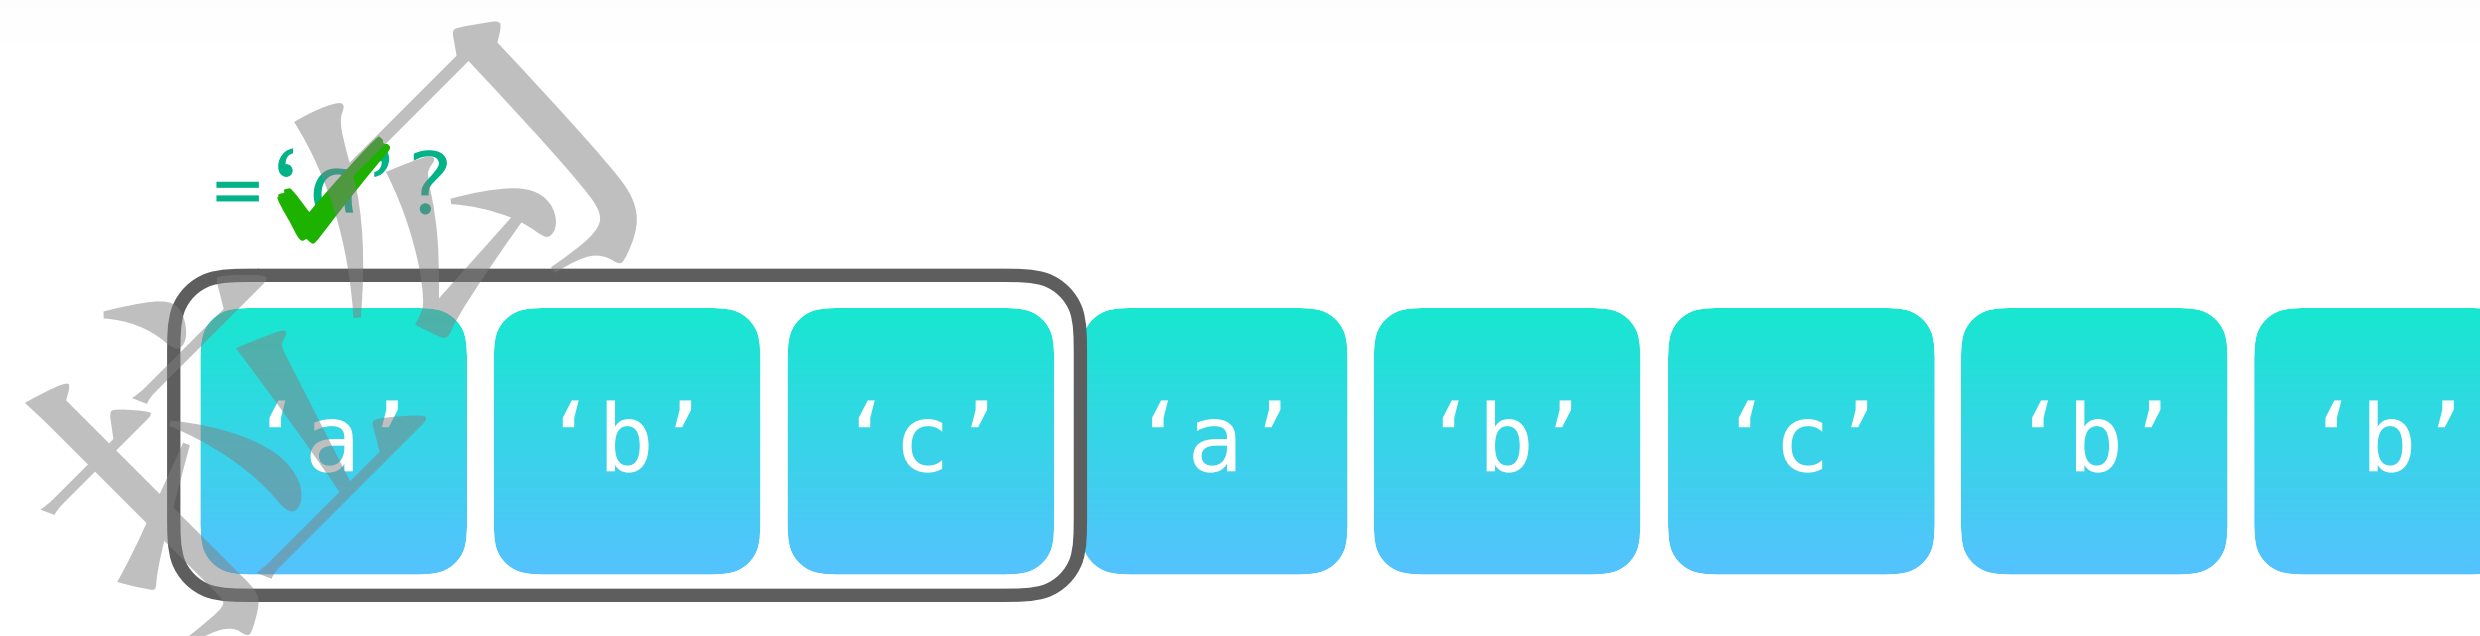 =‘a’?
‘a’ ‘b’ ‘c’ ‘a’ ‘b’ ‘c’ ‘b’ ‘b’